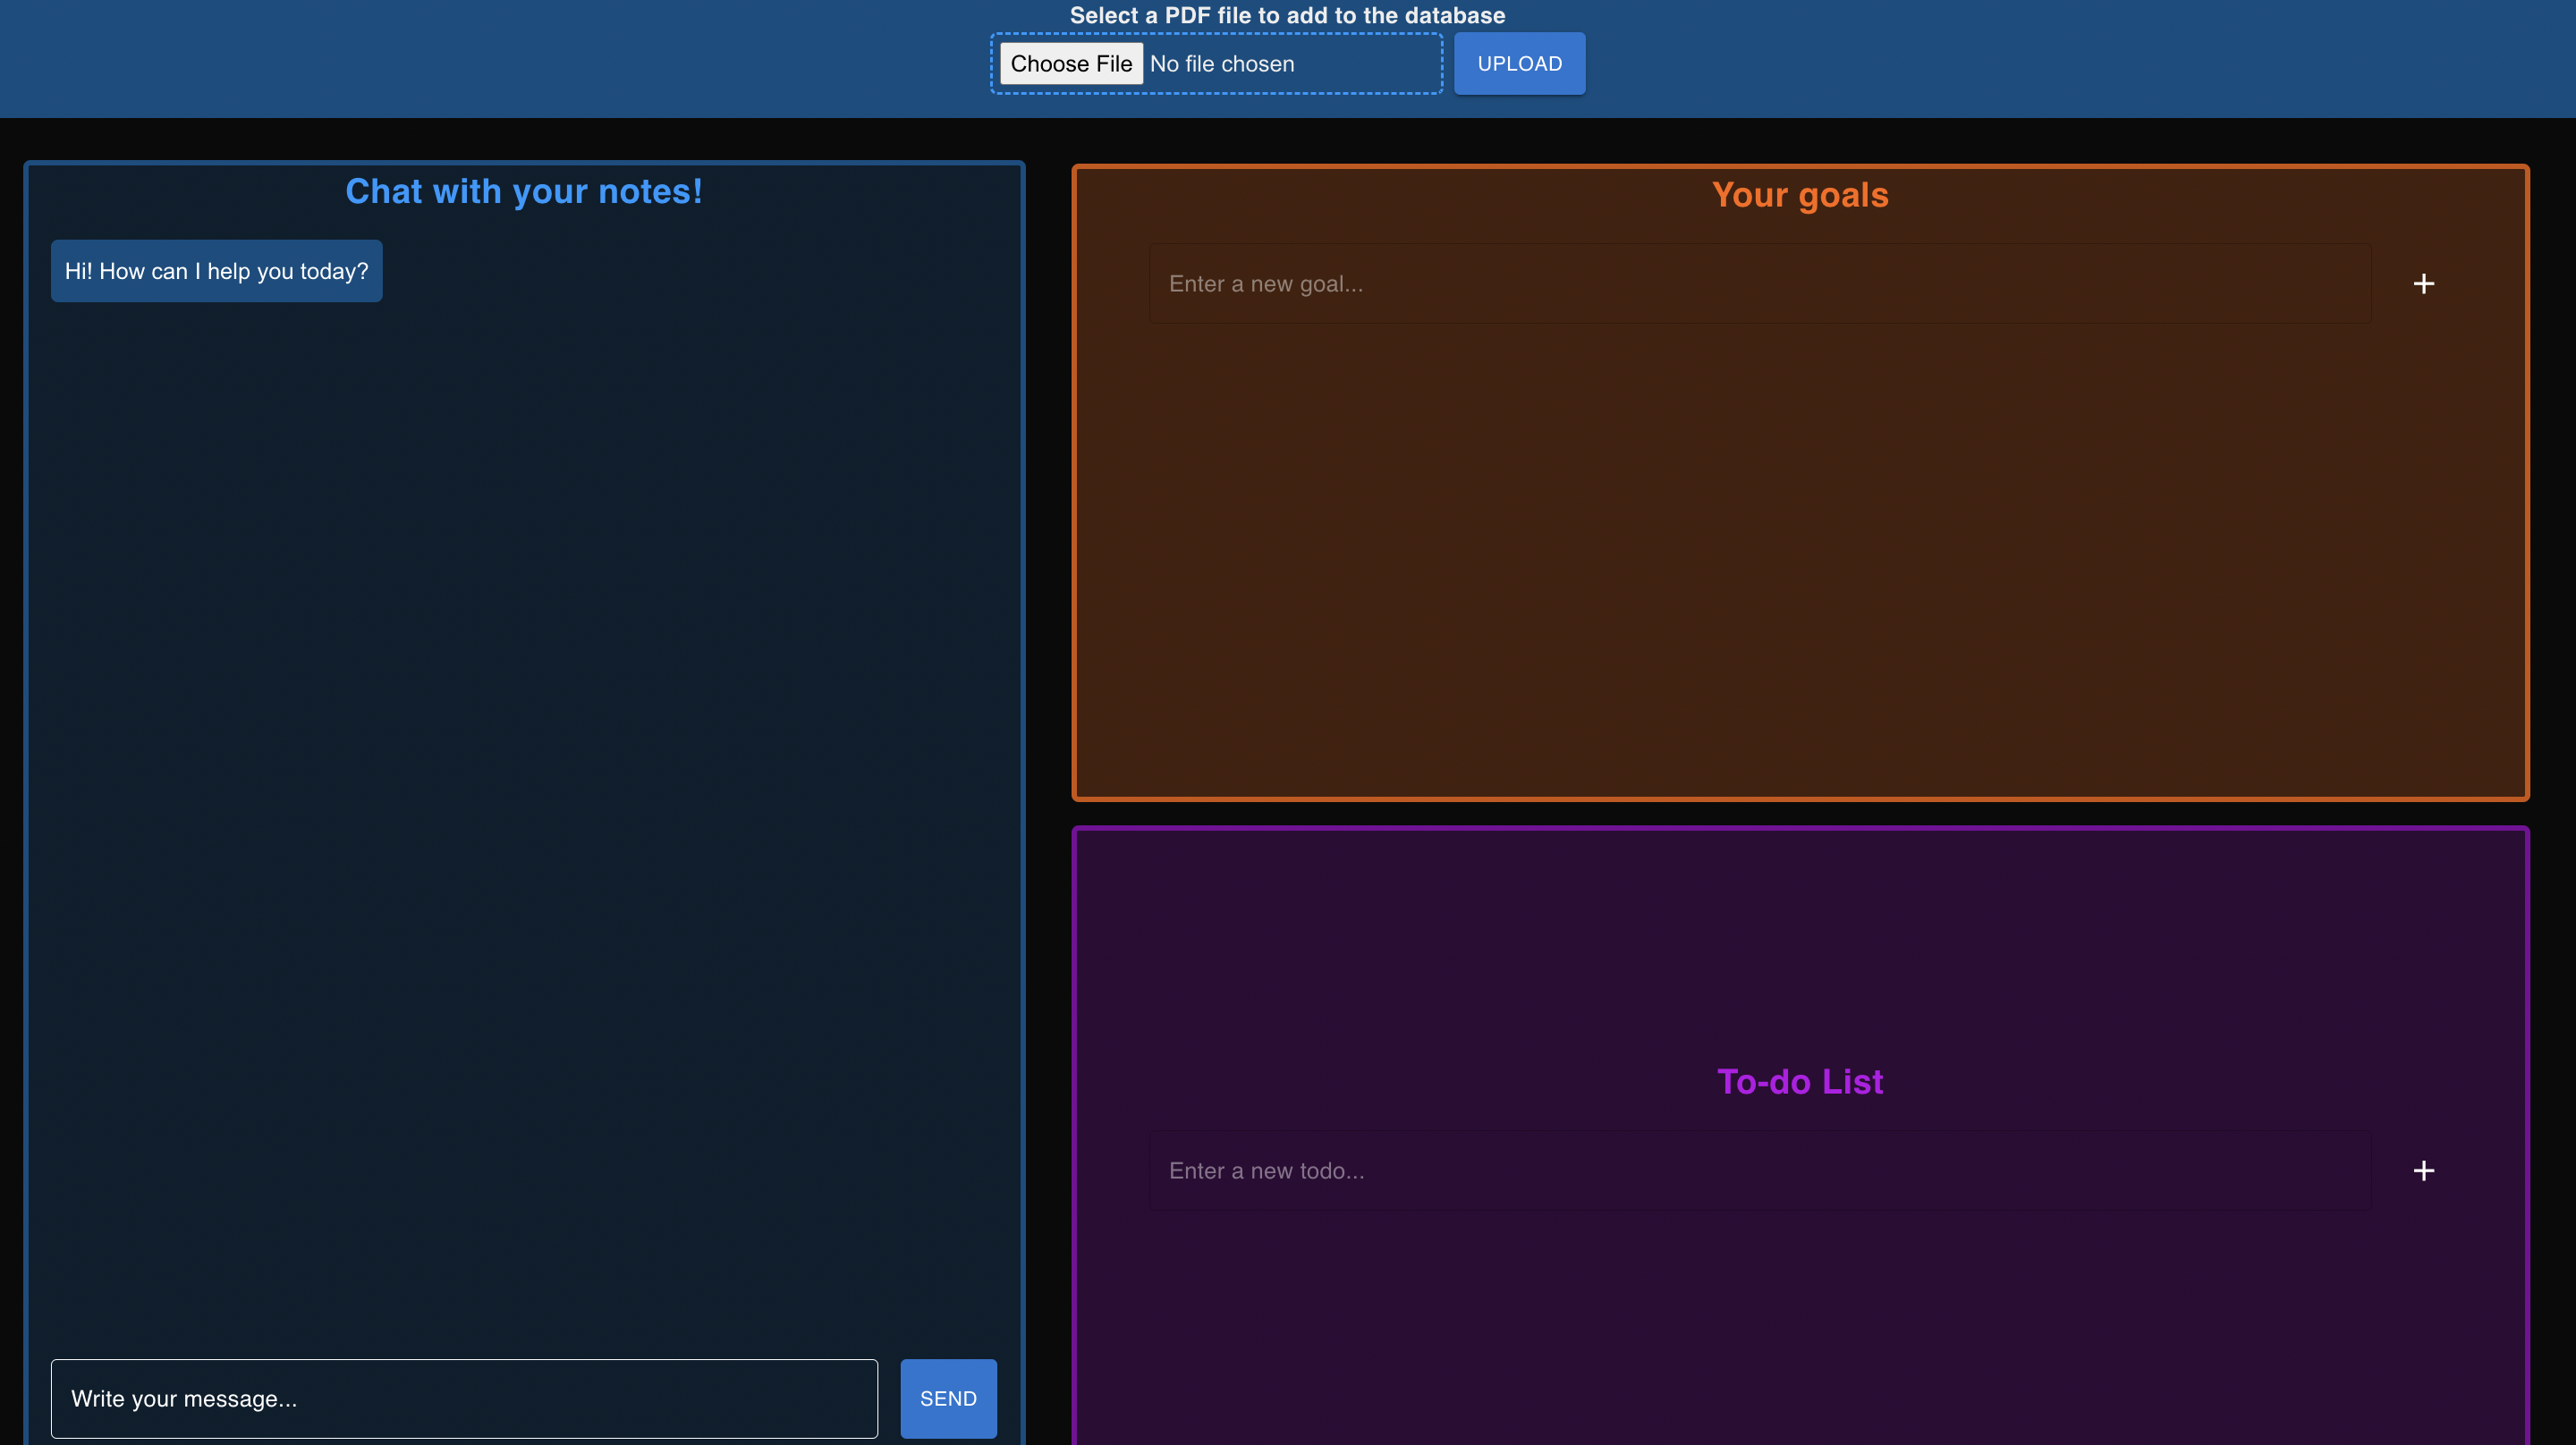 Select a PDF file to add to the database
Choose File No file chosen
UPLOAD
Chat with your notes!
Hi! How can I help you today?
Write your message...
SEND
Your goals
Enter a new goal...
+
To-do List
Enter a new todo...
+